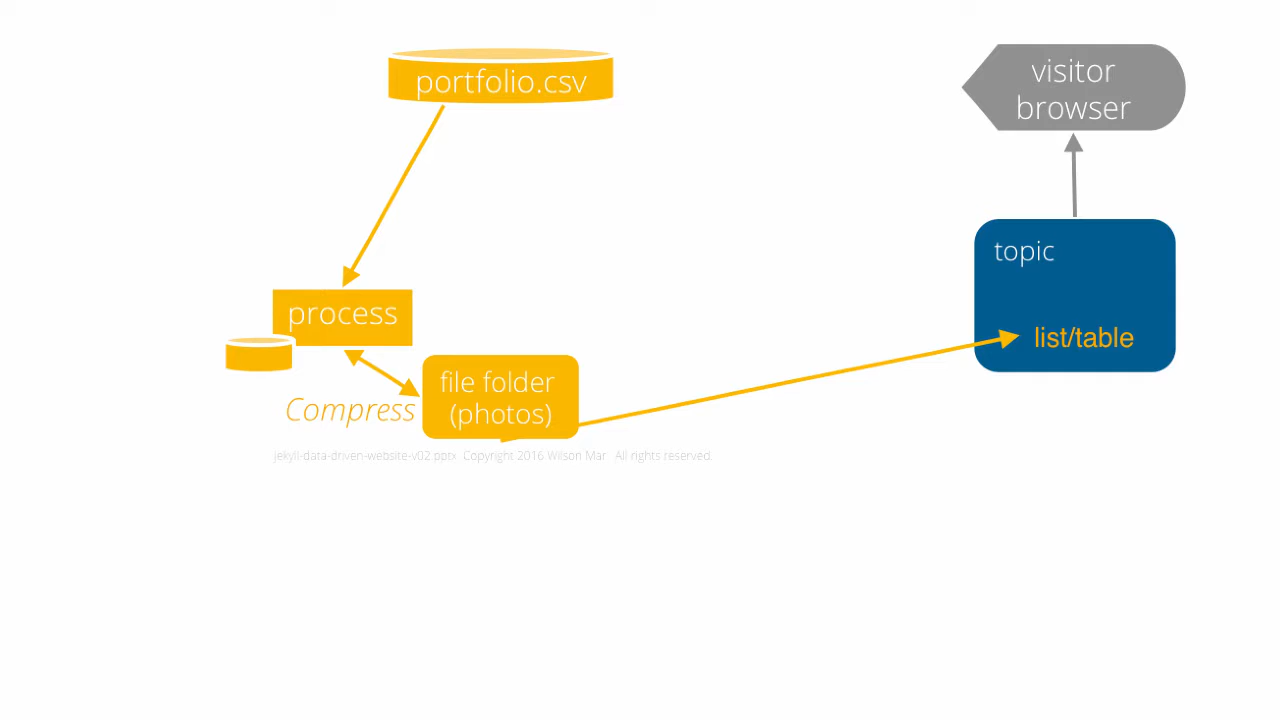 portfolio.csv
visitor
browser
topic
process
list/table
file folder
(photos)
Compress
jekyll-data-driven-website-v02.pptx Copyright 2016 Wilson Mar All rights reserved.